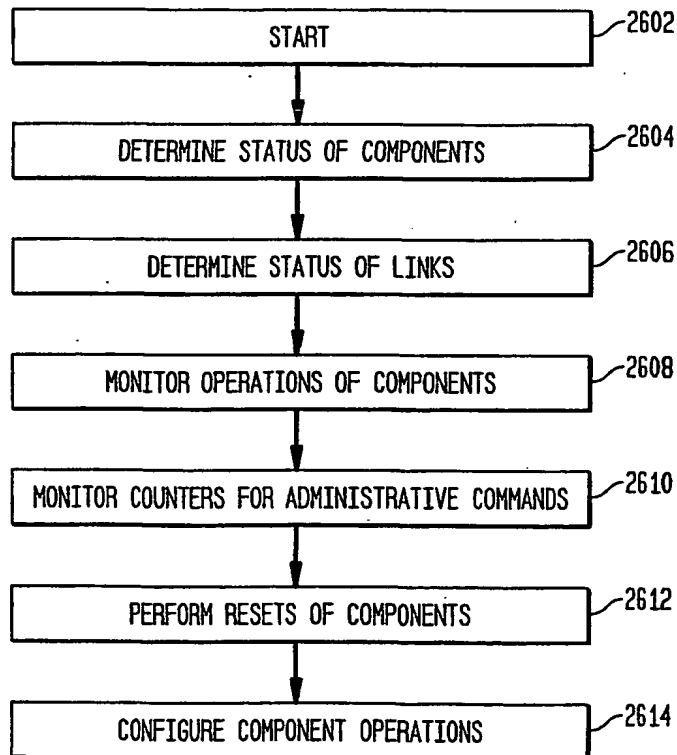 START
2602
DETERMINE STATUS OF COMPONENTS
2604
DETERMINE STATUS OF LINKS
2606
MONITOR OPERATIONS OF COMPONENTS
2608
MONITOR COUNTERS FOR ADMINISTRATIVE COMMANDS
2610
PERFORM RESETS OF COMPONENTS
2612
CONFIGURE COMPONENT OPERATIONS
2614